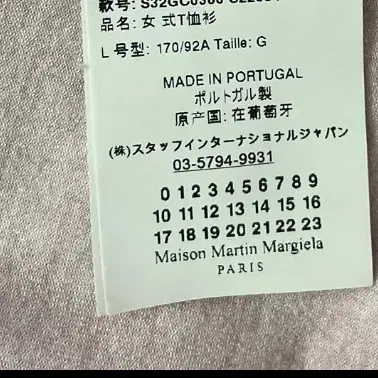 款号: S32GC0300
品名: 女 式T恤衫
L 号型: 170/92A Taille: G
MADE IN PORTUGAL
ポルトガル製
原产国: 在葡萄牙
(株)スタッフインターナショナルジャパン
03-5794-9931
0 1 2 3 4 5 6 7 8 9
10 11 12 13 14 15 16
17 18 19 20 21 22 23
Maison Martin Margiela
PARIS